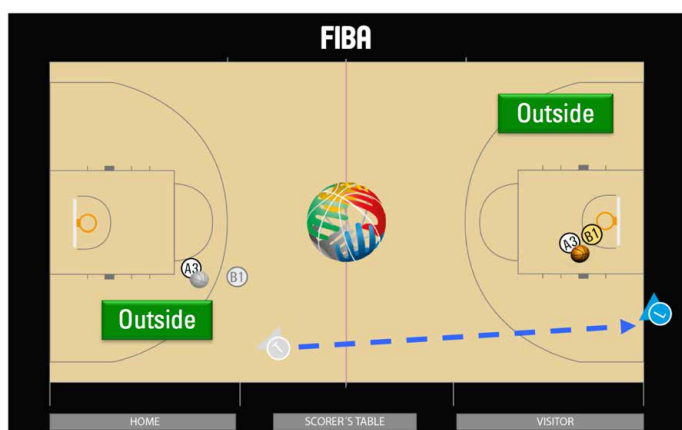 FIBA
Outside
A3
B1
A3
B1
Outside
T
L
HOME
SCORER'S TABLE
VISITOR